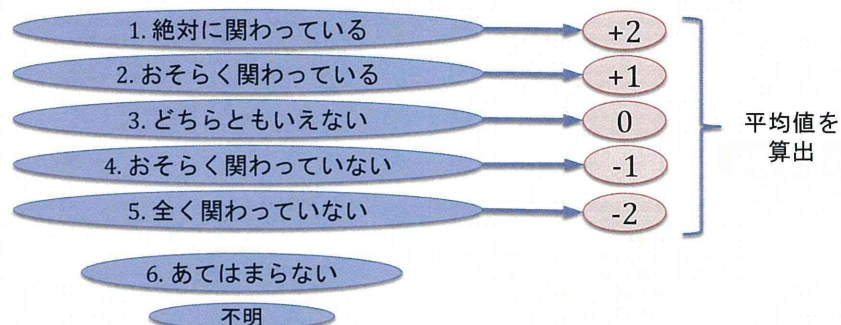 1. 絶対に関わっている
+2
2. おそらく関わっている
+1
3. どちらともいえない
0
4. おそらく関わっていない
-1
5. 全く関わっていない
-2
平均値を
算出
6. あてはまらない
不明